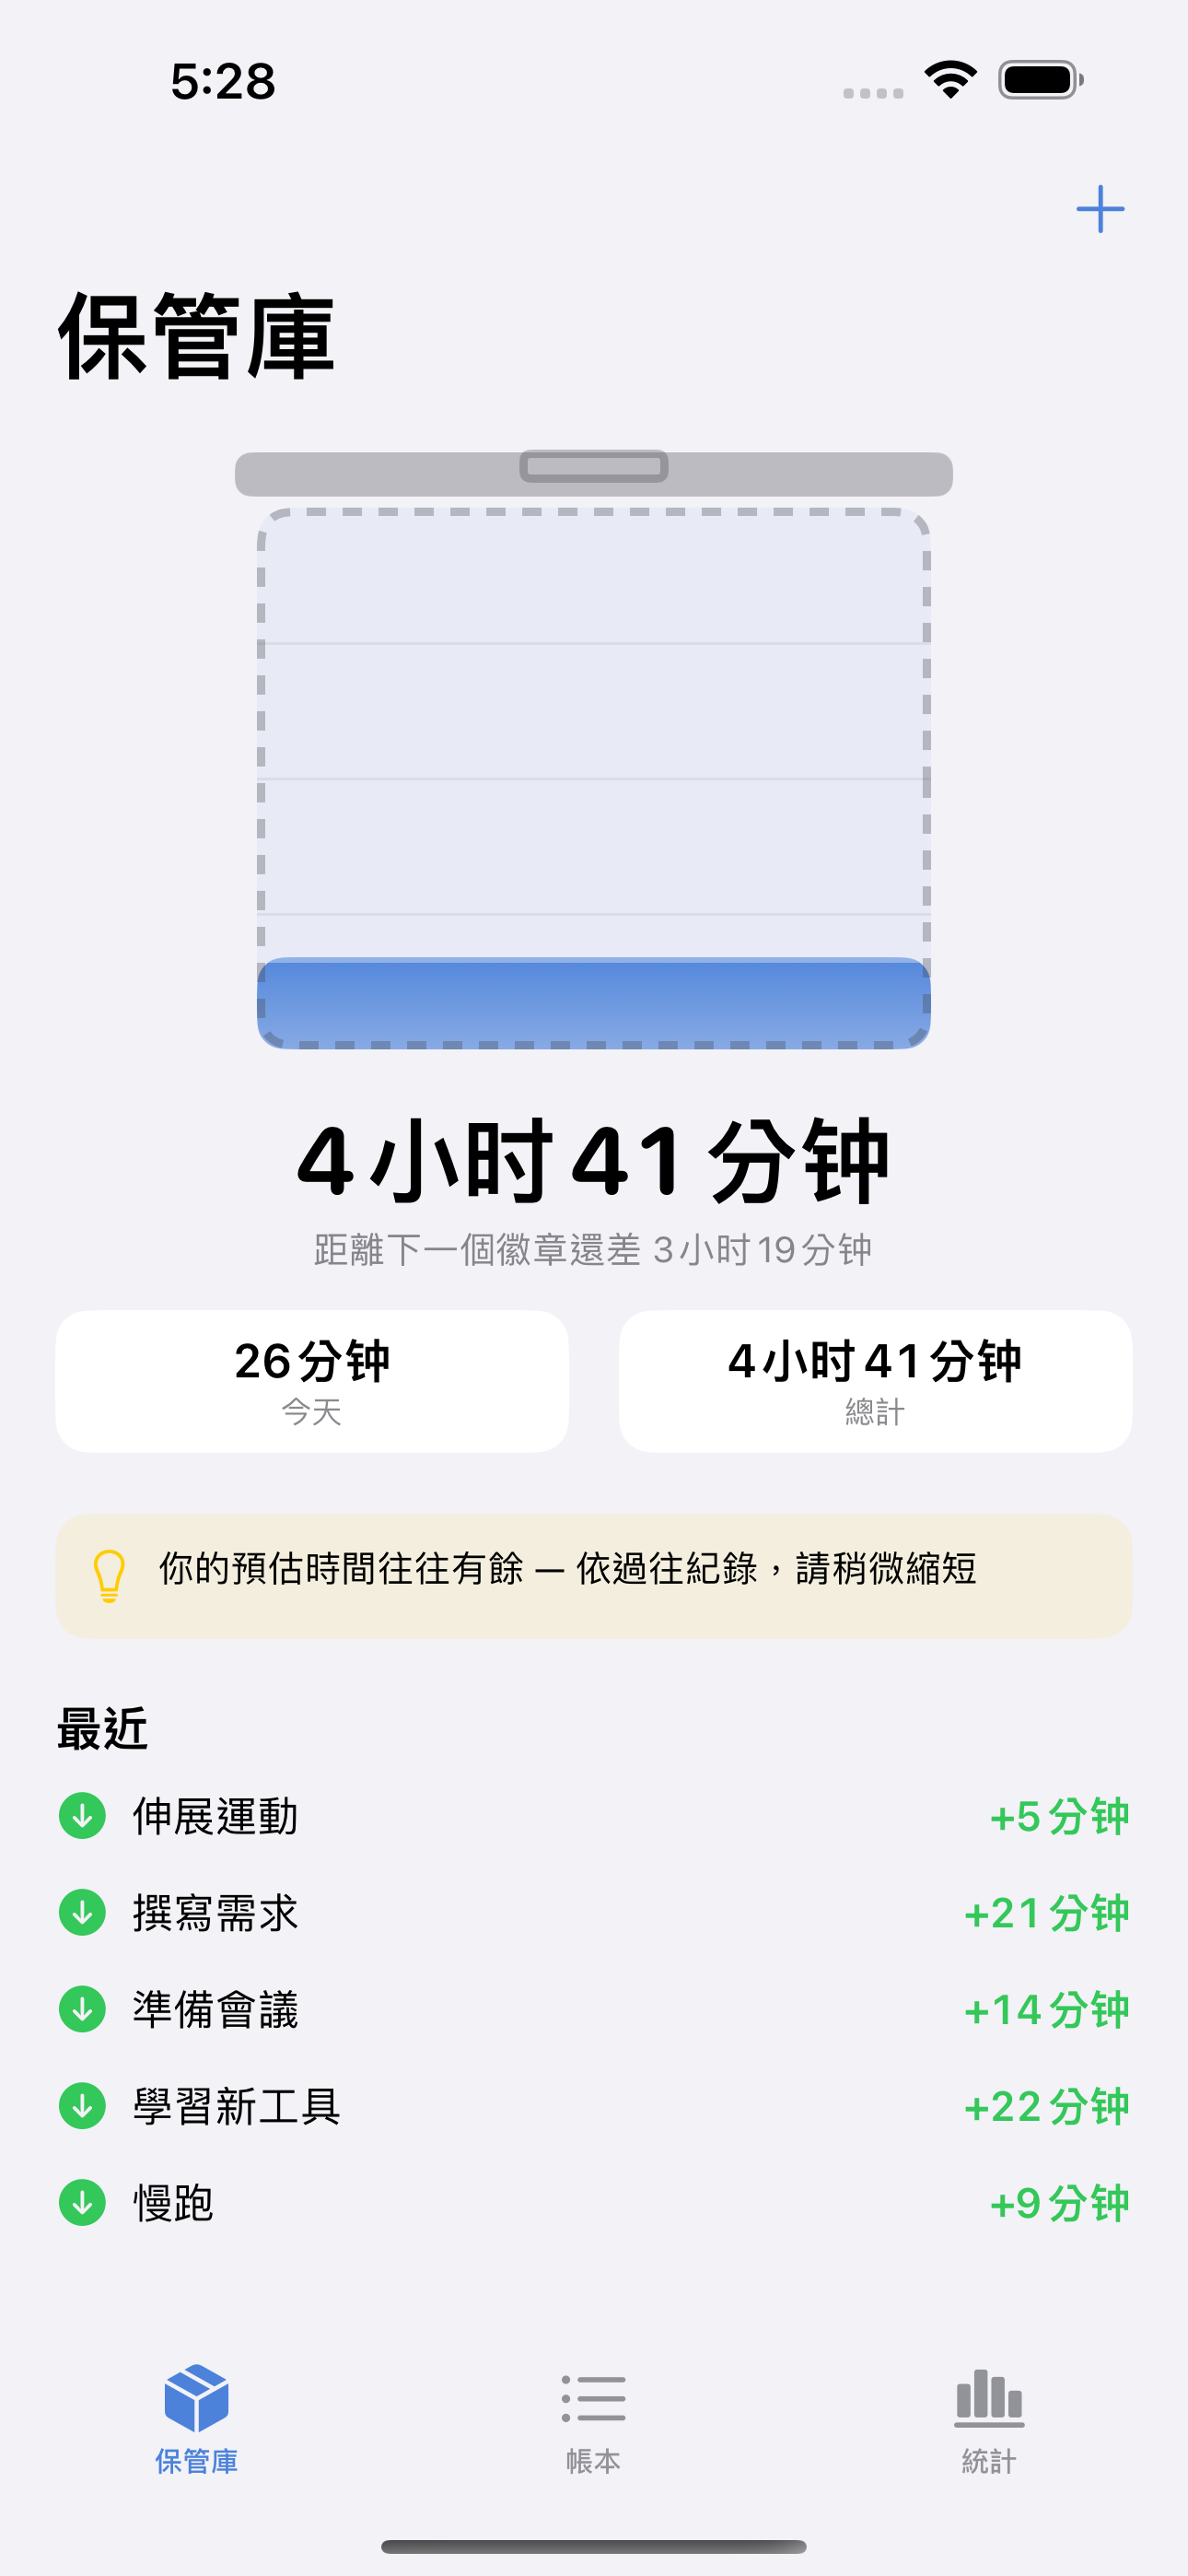 5:28
保管庫
4小时41分钟
距離下一個徽章還差 3小时19分钟
26分钟
今天
4小时41分钟
總計
你的預估時間往往有餘 — 依過往紀錄，請稍微縮短
最近
伸展運動
+5分钟
撰寫需求
+21分钟
準備會議
+14分钟
學習新工具
+22分钟
慢跑
+9分钟
保管庫
帳本
統計